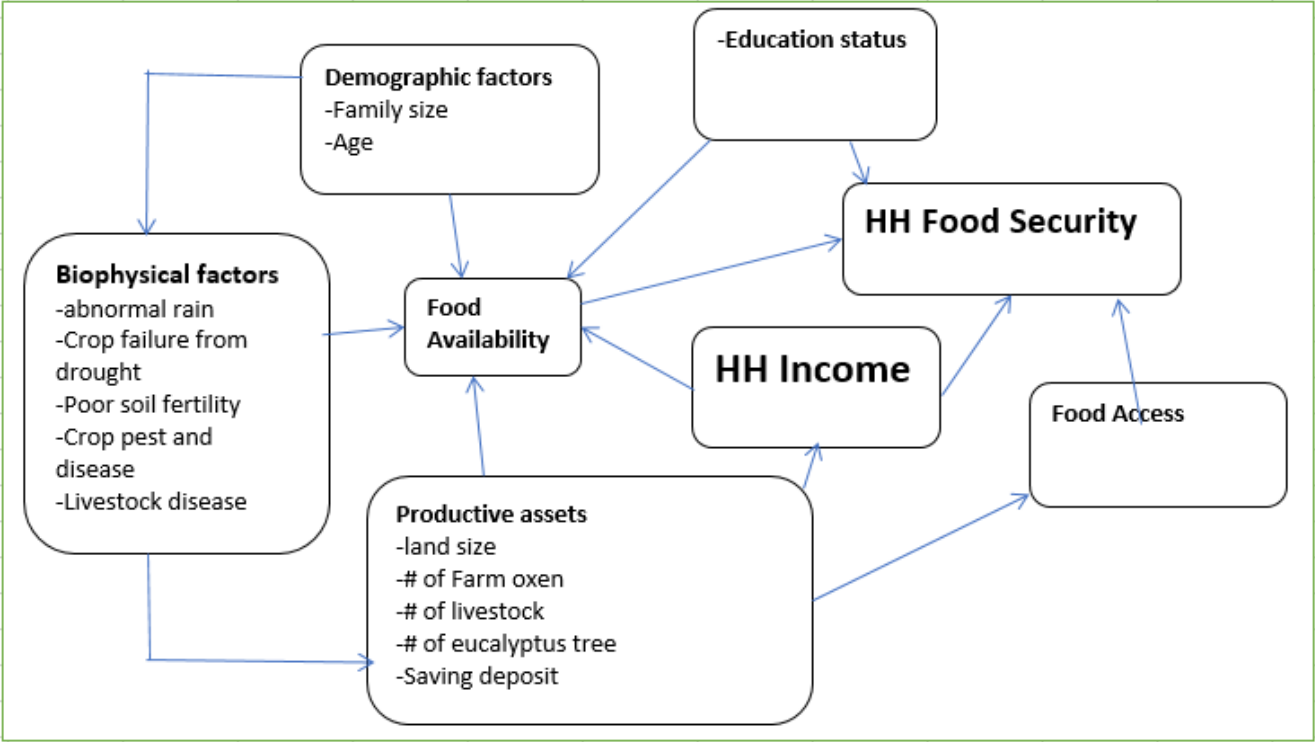 -Education status
Demographic factors
-Family size
-Age
HH Food Security
Biophysical factors
-abnormal rain
-Crop failure from
drought
-Poor soil fertility
-Crop pest and
disease
-Livestock disease
Food
Availability
HH Income
Food Access
Productive assets
-land size
-# of Farm oxen
-# of livestock
-# of eucalyptus tree
-Saving deposit